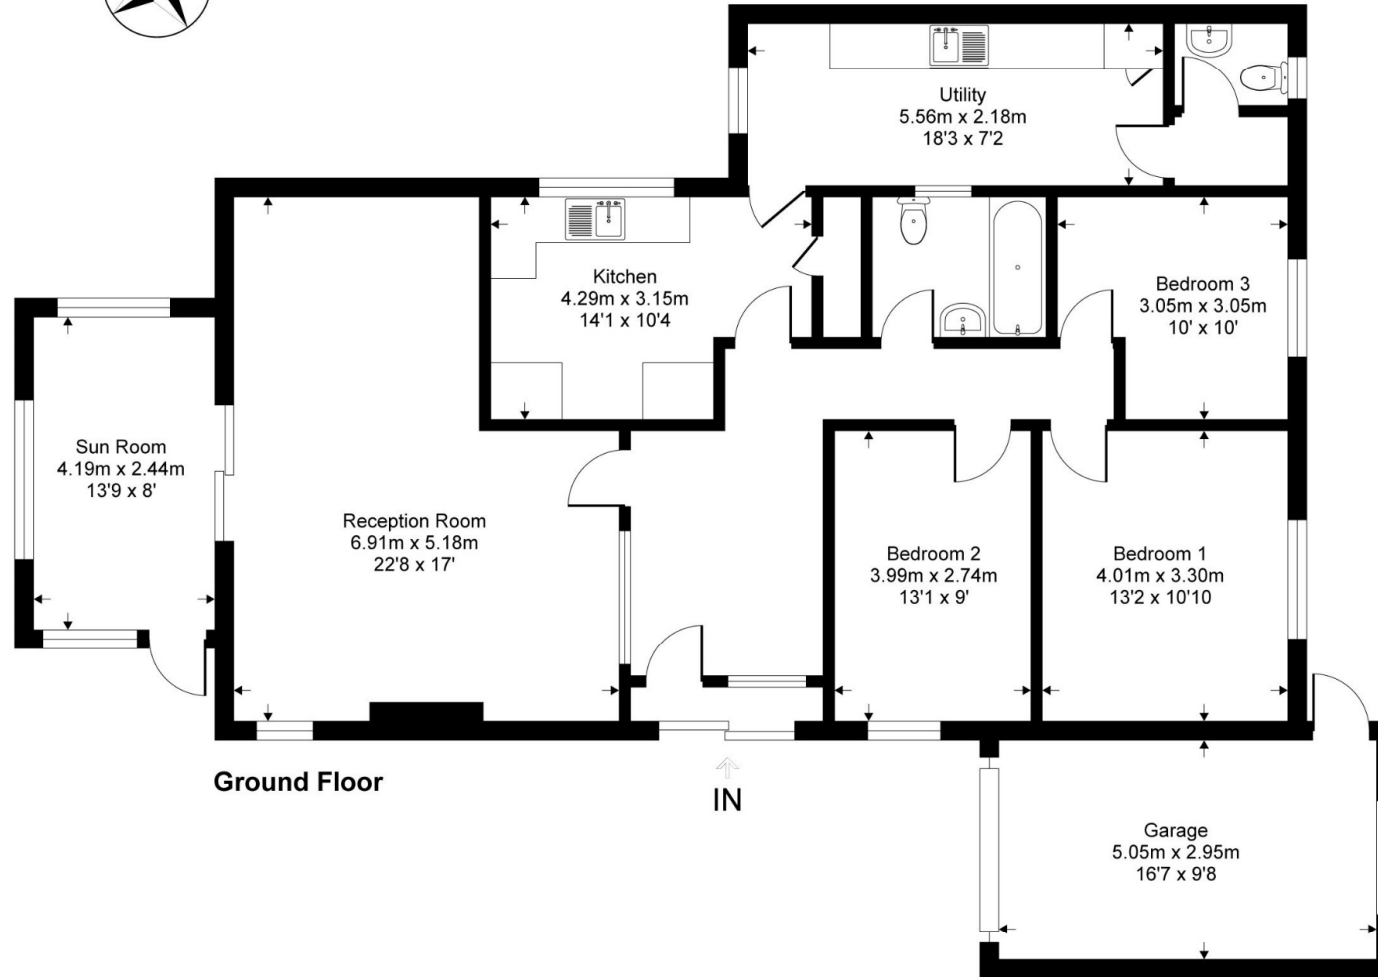 Utility
5.56m x 2.18m
18'3 x 7'2
Kitchen
4.29m x 3.15m
14'1 x 10'4
Bedroom 3
3.05m x 3.05m
10' x 10'
Sun Room
4.19m x 2.44m
13'9 x 8'
Reception Room
6.91m x 5.18m
22'8 x 17'
Bedroom 2
3.99m x 2.74m
13'1 x 9'
Bedroom 1
4.01m x 3.30m
13'2 x 10'10
Ground Floor
IN
Garage
5.05m x 2.95m
16'7 x 9'8